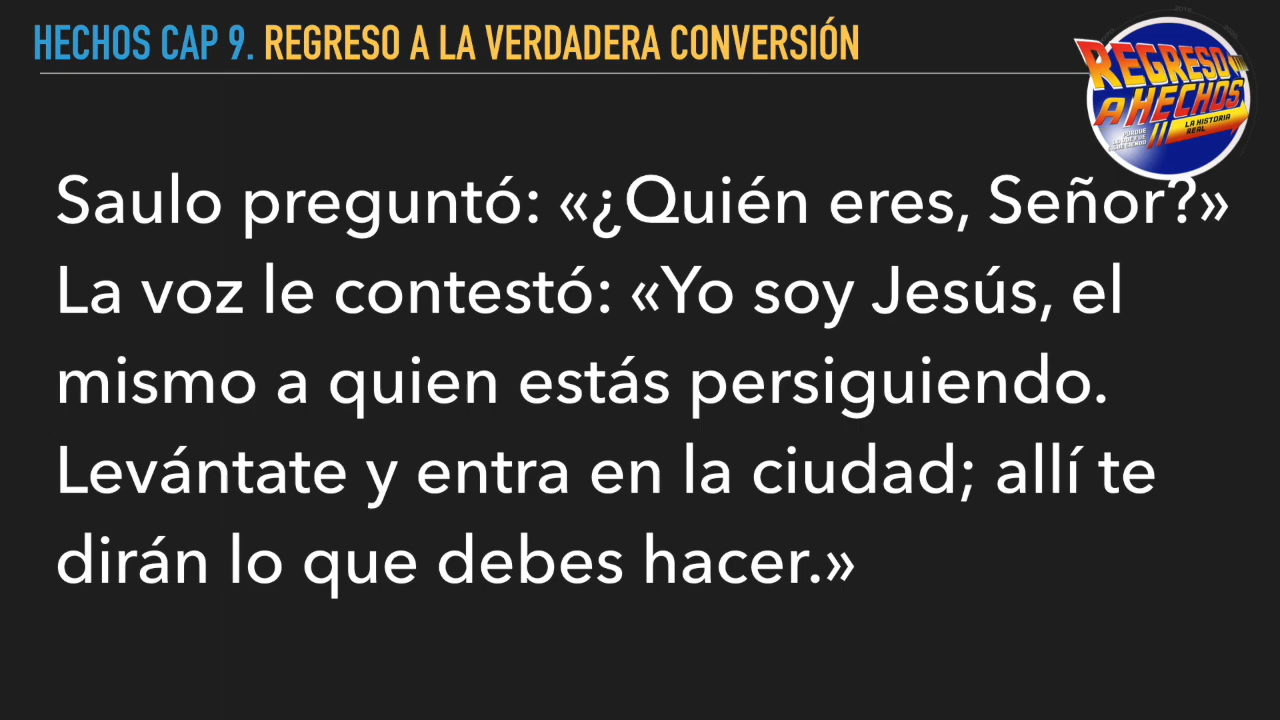 HECHOS CAP 9. REGRESO A LA VERDADERA CONVERSIÓN
REGRESO
A HECHOS
LA HISTORIA
REAL
PORQUE
Saulo preguntó: «¿Quién eres, Señor?»
La voz le contestó: «Yo soy Jesús, el
mismo a quien estás persiguiendo.
Levántate y entra en la ciudad; allí te
dirán lo que debes hacer.»